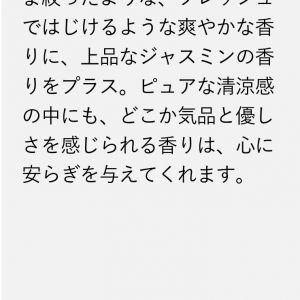 ま絞ったような、フレッシュ
ではじけるような爽やかな香
りに、上品なジャスミンの香
りをプラス。ピュアな清涼感
の中にも、どこか気品と優し
さを感じられる香りは、心に
安らぎを与えてくれます。